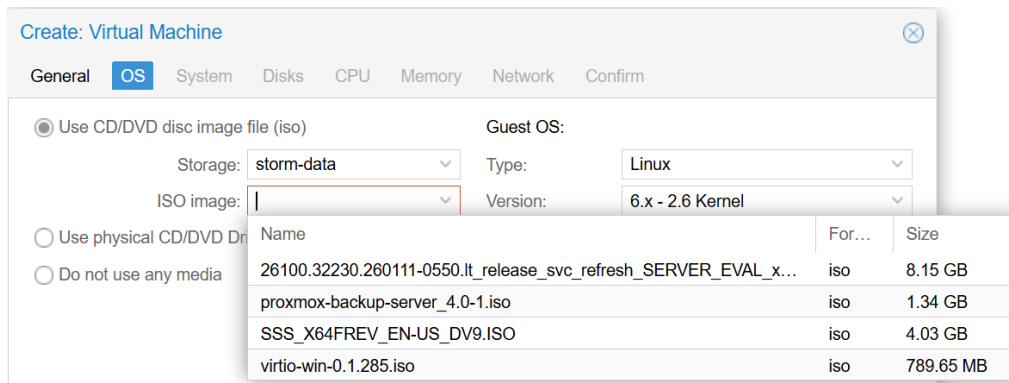 Create: Virtual Machine
General OS System Disks CPU Memory Network Confirm
Use CD/DVD disc image file (iso) Guest OS:
Storage: storm-data Type: Linux
ISO image: Version: 6.x - 2.6 Kernel
Use physical CD/DVD Dri
Do not use any media
Name For... Size
26100.32230.260111-0550.lt_release_svc_refresh_SERVER_EVAL_x... iso 8.15 GB
proxmox-backup-server_4.0-1.iso iso 1.34 GB
SSS_X64FREV_EN-US_DV9.ISO iso 4.03 GB
virtio-win-0.1.285.iso iso 789.65 MB